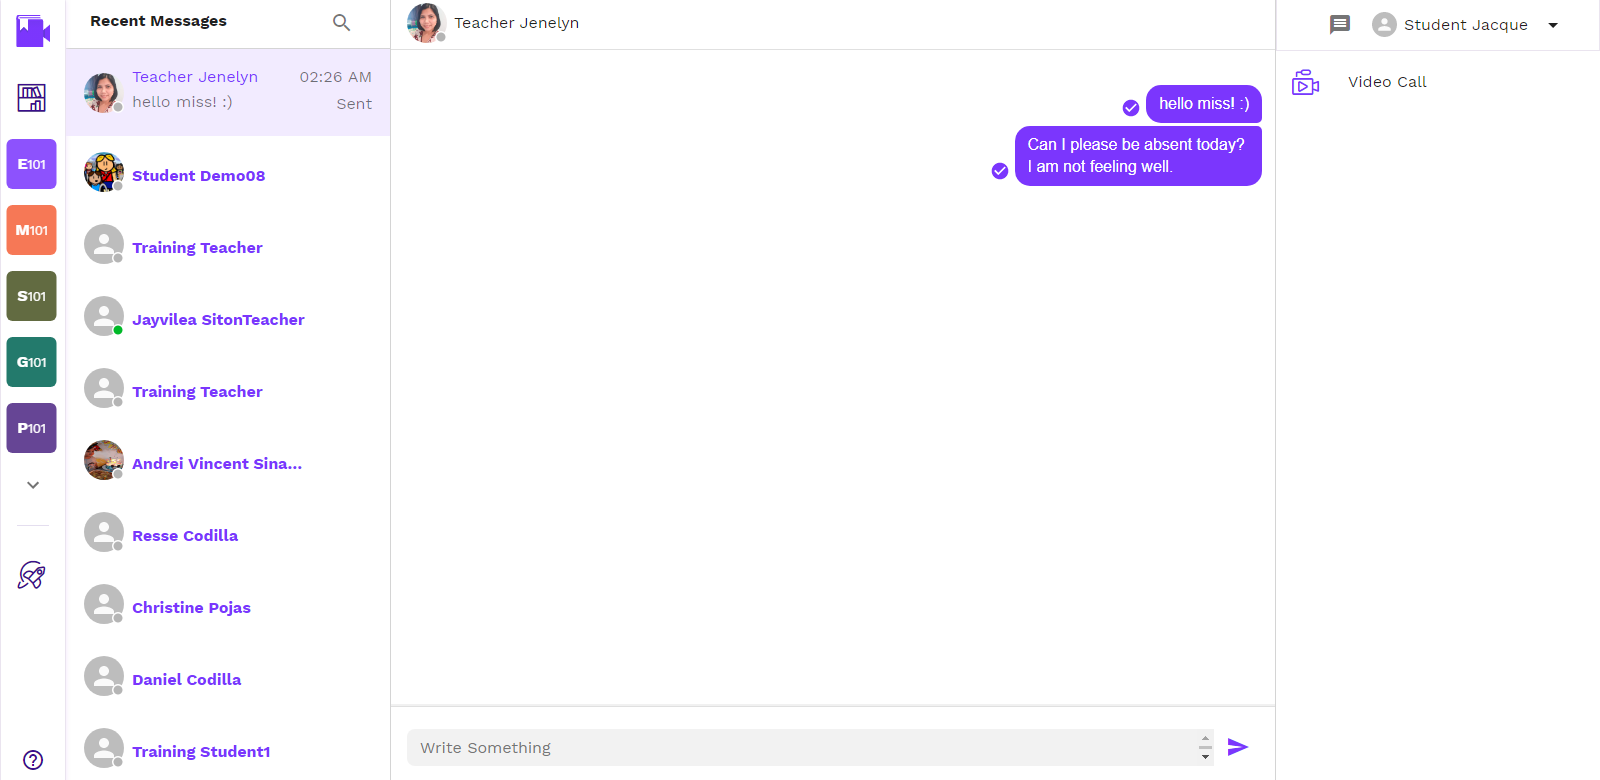 Recent Messages
Teacher Jenelyn
02:26 AM
hello miss! :)
Sent
E101
M101
S101
G101
P101
Student Demo08
Training Teacher
Jayvilea SitonTeacher
Training Teacher
Andrei Vincent Sina...
Resse Codilla
Christine Pojas
Daniel Codilla
Training Student1
Teacher Jenelyn
hello miss! :)
Can I please be absent today?
I am not feeling well.
Write Something
Student Jacque
Video Call